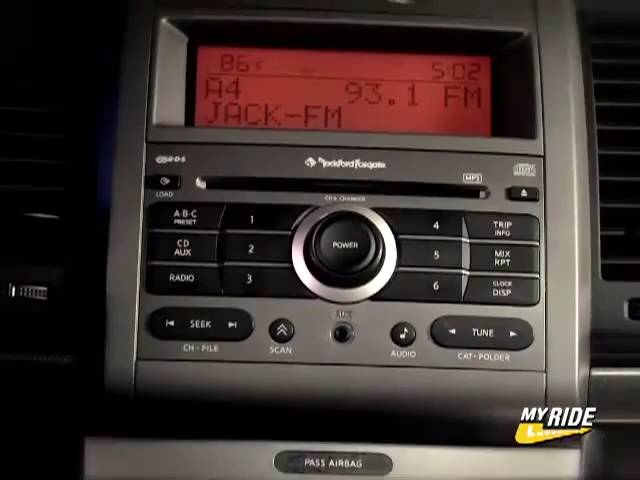 86°F 5:02
A4 93.1 FM
JACK-FM
R·D·S Rockford Fosgate
MP3
LOAD
CD6 CHANGER
A·B·C
PRESET
CD
AUX
RADIO
1
2
3
POWER
4
5
6
TRIP
INFO
MIX
RPT
CLOCK
DISP
SEEK
CH·FILE
SCAN
AUX
AUDIO
TUNE
CAT·FOLDER
MY RIDE
PASS AIRBAG